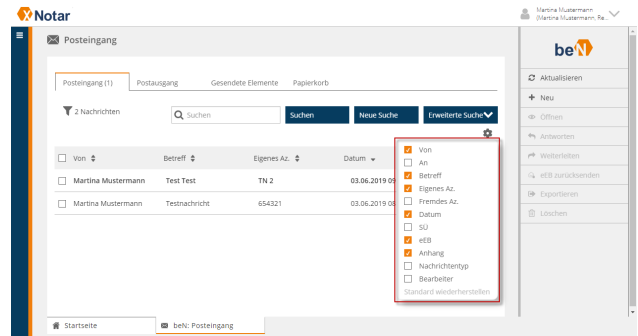 XNotar
Martina Mustermann
(Martina Mustermann, Re...
Posteingang
beN
Posteingang (1) Postausgang Gesendete Elemente Papierkorb
2 Nachrichten
Suchen
Suchen
Neue Suche
Erweiterte Suche
Von Betreff Eigenes Az. Datum
Martina Mustermann Test Test TN 2 03.06.2019 09
Martina Mustermann Testnachricht 654321 03.06.2019 08
Von
An
Betreff
Eigenes Az.
Fremdes Az.
Datum
SÜ
eEB
Anhang
Nachrichtentyp
Bearbeiter
Standard wiederherstellen
Aktualisieren
Neu
Öffnen
Antworten
Weiterleiten
eEB zurücksenden
Exportieren
Löschen
Startseite
beN: Posteingang